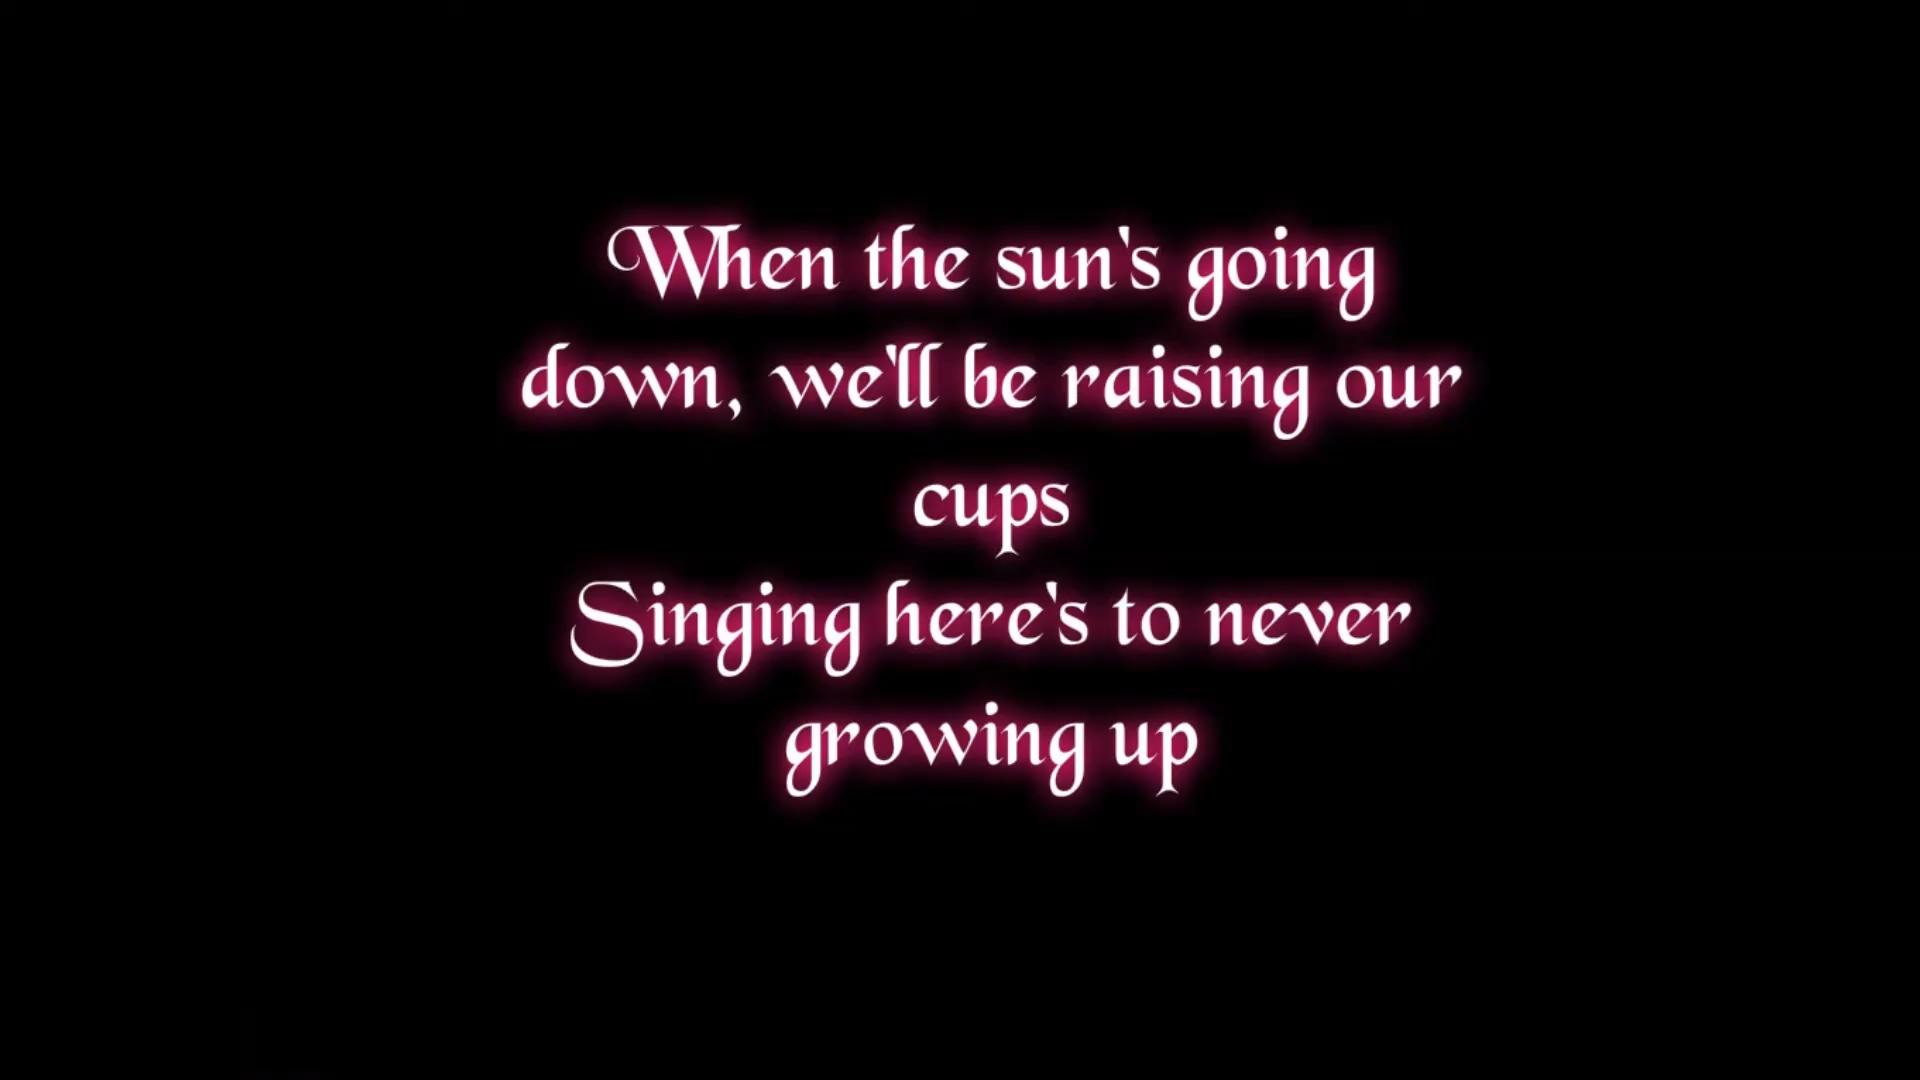 When the sun's going
down, we'll be raising our
cups
Singing here's to never
growing up